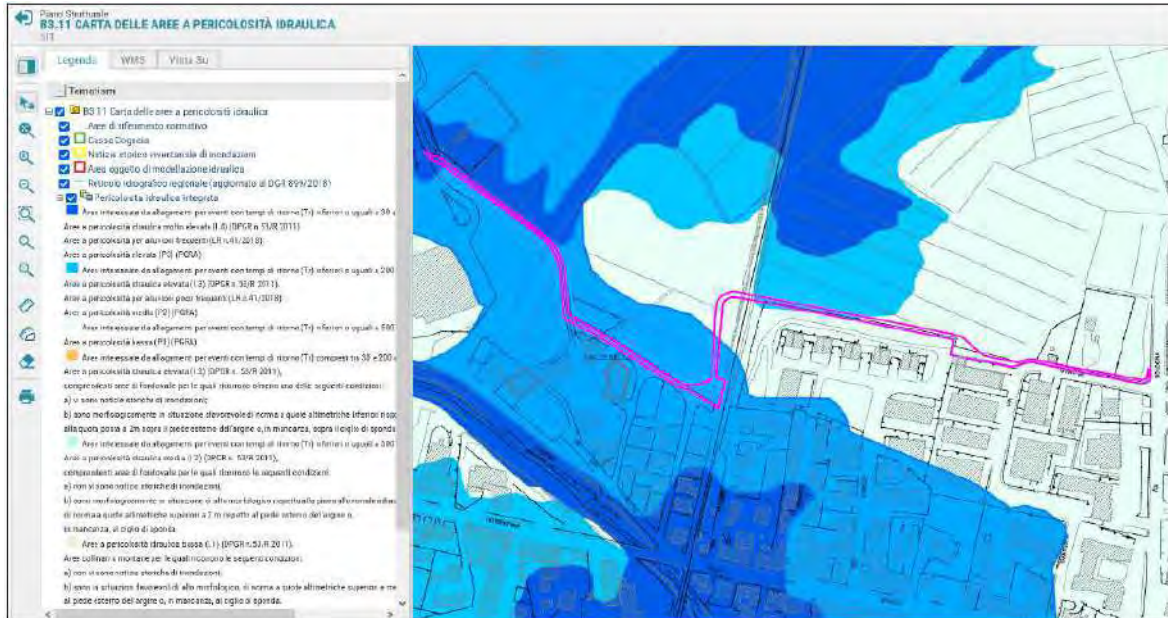 Piano Strutturale
B3.11 CARTA DELLE AREE A PERICOLOSITÀ IDRAULICA
Legenda WMS Vista 3D
Tematismi
B3.11 Carta delle aree a pericolosità idraulica
Aree di riferimento normativo
Notizie storico inventariale di inondazioni
Area oggetto di modellazione idraulica
Reticolo idrografico regionale (aggiornato al DGR 899/2018)
Pericolosità idraulica integrata
Aree interessate da allagamenti per eventi con tempi di ritorno (Tr) inferiori o uguali a 30 a
Aree a pericolosità idraulica molto elevata (I.4) (DPGR n. 53/R 2011)
Aree a pericolosità per alluvioni frequenti (LR n.41/2018)
Aree a pericolosità elevata (P3) (PGRA)
Aree interessate da allagamenti per eventi con tempi di ritorno (Tr) inferiori o uguali a 200
Aree a pericolosità idraulica elevata (I.3) (DPGR n. 53/R 2011).
Aree a pericolosità per alluvioni poco frequenti (LR n.41/2018)
Aree a pericolosità media (P2) (PGRA)
Aree interessate da allagamenti per eventi con tempi di ritorno (Tr) inferiori o uguali a 500
Aree a pericolosità bassa (P1) (PGRA)
Aree interessate da allagamenti per eventi con tempi di ritorno (Tr) compresi tra 30 e 200 a
Aree a pericolosità idraulica elevata (I.3) (DPGR n. 53/R 2011),
comprendenti aree di fondovalle per le quali ricorrono almeno una delle seguenti condizioni:
a) vi sono notizie storiche di inondazioni;
b) sono morfologicamente in situazione sfavorevole di norma a quote altimetriche inferiori rispe
alla quota posta a 2m sopra il piede esterno dell'argine o, in mancanza, sopra il ciglio di sponda
Aree interessate da allagamenti per eventi con tempi di ritorno (Tr) inferiori o uguali a 500
Aree a pericolosità idraulica media (I.2) (DPGR n. 53/R 2011),
comprendenti aree di fondovalle per le quali ricorrono le seguenti condizioni:
a) non vi sono notizie storiche di inondazioni;
b) sono morfologicamente in situazione di alto morfologico rispetto alla piana alluvionale adiace
di norma a quote altimetriche superiori a 2 m rispetto al piede esterno dell'argine o,
in mancanza, al ciglio di sponda.
Aree a pericolosità idraulica bassa (I.1) (DPGR n. 53/R 2011).
Aree collinari o montane per le quali ricorrono le seguenti condizioni:
a) non vi sono notizie storiche di inondazioni;
b) sono in situazioni favorevoli di alto morfologico, di norma a quote altimetriche superiori a me
al piede esterno dell'argine o, in mancanza, al ciglio di sponda.